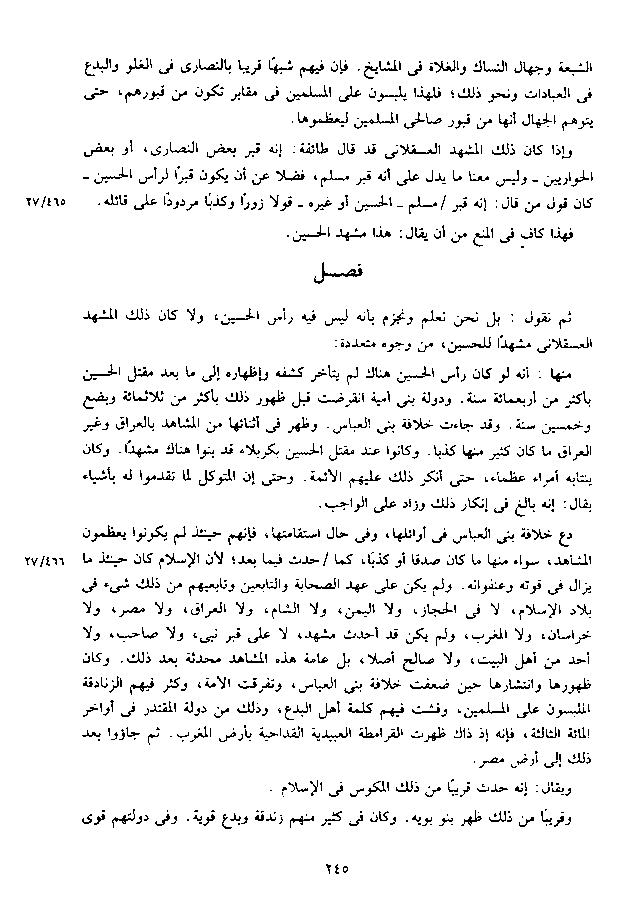 الشيعة وجهال النساك والغلاة فى المشايخ. فإن فيهم شبهًا قريبا بالنصارى فى الغلو والبدع
فى العبادات ونحو ذلك؛ فلهذا يلبسون على المسلمين فى مقابر تكون من قبورهم، حتى
يتوهم الجهال أنها من قبور صالحى المسلمين ليعظموها.
وإذا كان ذلك المشهد العسقلانى قد قال طائفة: إنه قبر بعض النصارى، أو بعض
الحواريين ـ وليس معنا ما يدل على أنه قبر مسلم، فضلا عن أن يكون قبرًا لرأس الحسين ـ
كان قول من قال: إنه قبر / مسلم ـ الحسين أو غيره ـ قولا زورًا وكذبًا مردودًا على قائله. ٢٧/٤٦٥
فهذا كافٍ فى المنع من أن يقال: هذا مشهد الحسين.
فصــل
ثم نقول : بل نحن نعلم ونجزم بأنه ليس فيه رأس الحسين، ولا كان ذلك المشهد
العسقلانى مشهدًا للحسين، من وجوه متعددة:
منها : أنه لو كان رأس الحسين هناك لم يتأخر كشفه وإظهاره إلى ما بعد مقتل الحسين
بأكثر من أربعمائة سنة. ودولة بنى أمية انقرضت قبل ظهور ذلك بأكثر من ثلاثمائة وبضع
وخمسين سنة. وقد جاءت خلافة بنى العباس. وظهر فى أثنائها من المشاهد بالعراق وغير
العراق ما كان كثير منها كذبا. وكانوا عند مقتل الحسين بكربلاء قد بنوا هناك مشهدًا. وكان
ينتابه أمراء عظماء، حتى أنكر ذلك عليهم الأئمة. وحتى إن المتوكل لما تقدموا له بأشياء
يقال: إنه بالغ فى إنكار ذلك وزاد على الواجب.
دع خلافة بنى العباس فى أوائلها، وفى حال استقامتها، فإنهم حينئذ لم يكونوا يعظمون
المشاهد، سواء منها ما كان صدقا أو كذبًا، كما / حدث فيما بعد؛ لأن الإسلام كان حينئذ ما ٢٧/٤٦٦
يزال فى قوته وعنفوانه. ولم يكن على عهد الصحابة والتابعين وتابعيهم من ذلك شىء فى
بلاد الإسلام، لا فى الحجاز، ولا اليمن، ولا الشام، ولا العراق، ولا مصر، ولا
خراسان، ولا المغرب، ولم يكن قد أحدث مشهد، لا على قبر نبى، ولا صاحب، ولا
أحد من أهل البيت، ولا صالح أصلا، بل عامة هذه المشاهد محدثة بعد ذلك. وكان
ظهورها وانتشارها حين ضعفت خلافة بنى العباس، وتفرقت الأمة، وكثر فيهم الزنادقة
الملبسون على المسلمين، وفشت فيهم كلمة أهل البدع، وذلك من دولة المقتدر فى أواخر
المائة الثالثة، فإنه إذ ذاك ظهرت القرامطة العبيدية القداحية بأرض المغرب. ثم جاؤوا بعد
ذلك إلى أرض مصر.
ويقال: إنه حدث قريبًا من ذلك المكوس فى الإسلام .
وقريبًا من ذلك ظهر بنو بويه. وكان فى كثير منهم زندقة وبدع قوية. وفى دولتهم قوى
٢٤٥